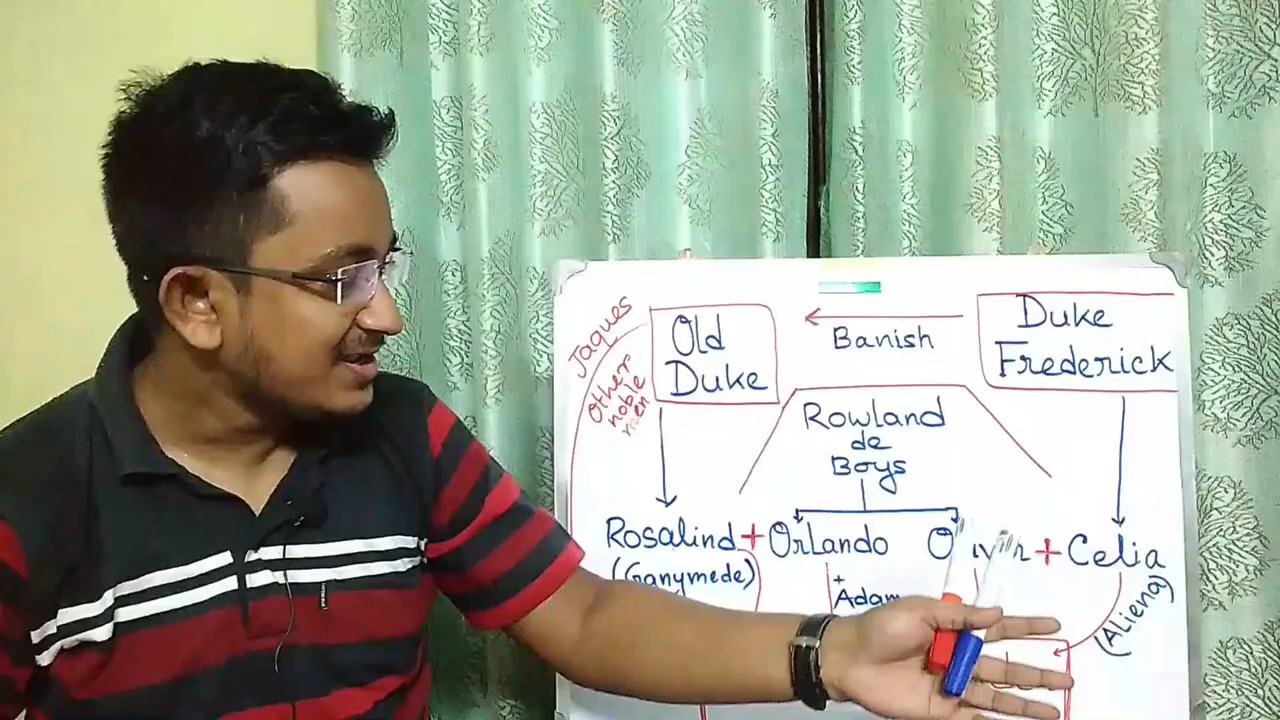 Jaques
Other
noble
men
Old
Duke
Banish
Duke
Frederick
Rowland
de
Boys
Rosalind + Orlando
+ Celia
(Ganymede)
+
Adam
(Aliena)